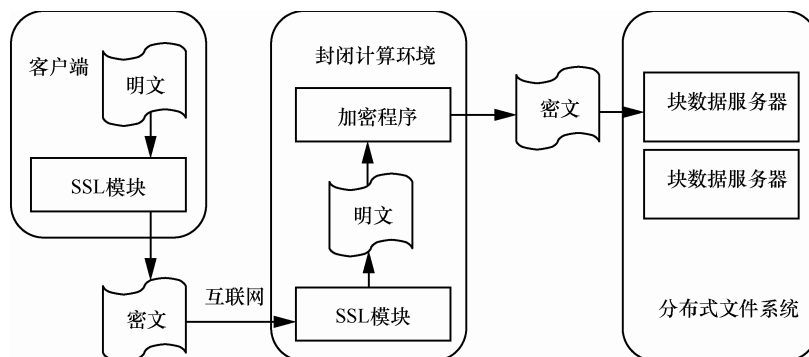 客户端
明文
SSL模块
密文
互联网
封闭计算环境
加密程序
明文
SSL模块
密文
块数据服务器
块数据服务器
分布式文件系统